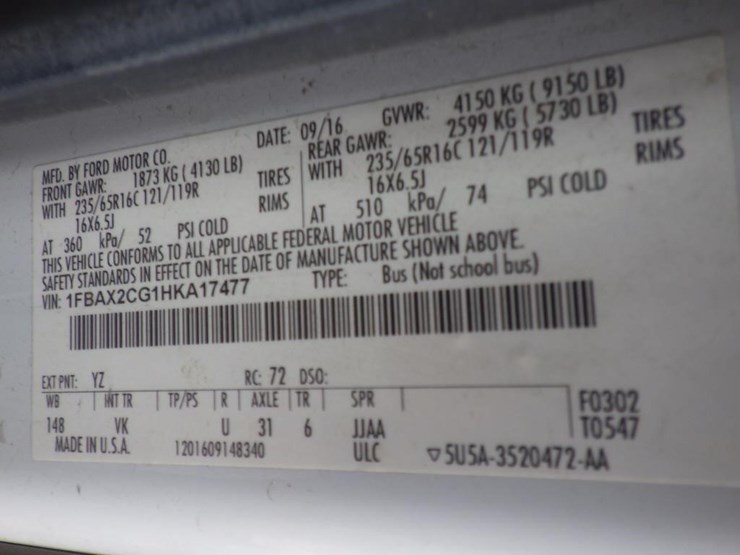 MFD. BY FORD MOTOR CO.
DATE: 09/16
GVWR: 4150 KG ( 9150 LB)
FRONT GAWR: 1873 KG ( 4130 LB)
REAR GAWR: 2599 KG ( 5730 LB)
WITH 235/65R16C 121/119R TIRES
WITH 235/65R16C 121/119R TIRES
16X6.5J RIMS
16X6.5J RIMS
AT 360 kPa/ 52 PSI COLD
AT 510 kPa/ 74 PSI COLD
THIS VEHICLE CONFORMS TO ALL APPLICABLE FEDERAL MOTOR VEHICLE
SAFETY STANDARDS IN EFFECT ON THE DATE OF MANUFACTURE SHOWN ABOVE.
VIN: 1FBAX2CG1HKA17477
TYPE: Bus (Not school bus)
EXT PNT: YZ RC: 72 DSO:
WB INT TR TP/PS R AXLE TR SPR F0302
148 VK U 31 6 JJAA T0547
MADE IN U.S.A. 1201609148340 ULC ▽5U5A-3520472-AA